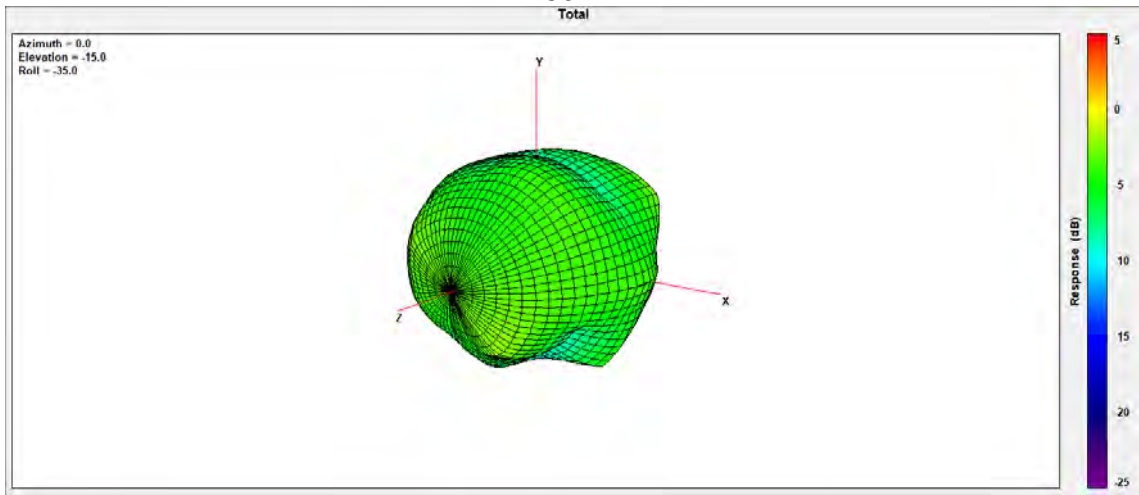 Total
Azimuth = 0.0
Elevation = -15.0
Roll = -35.0
Y
X
Z
5
0
-5
10
15
-20
-25
Response (dB)